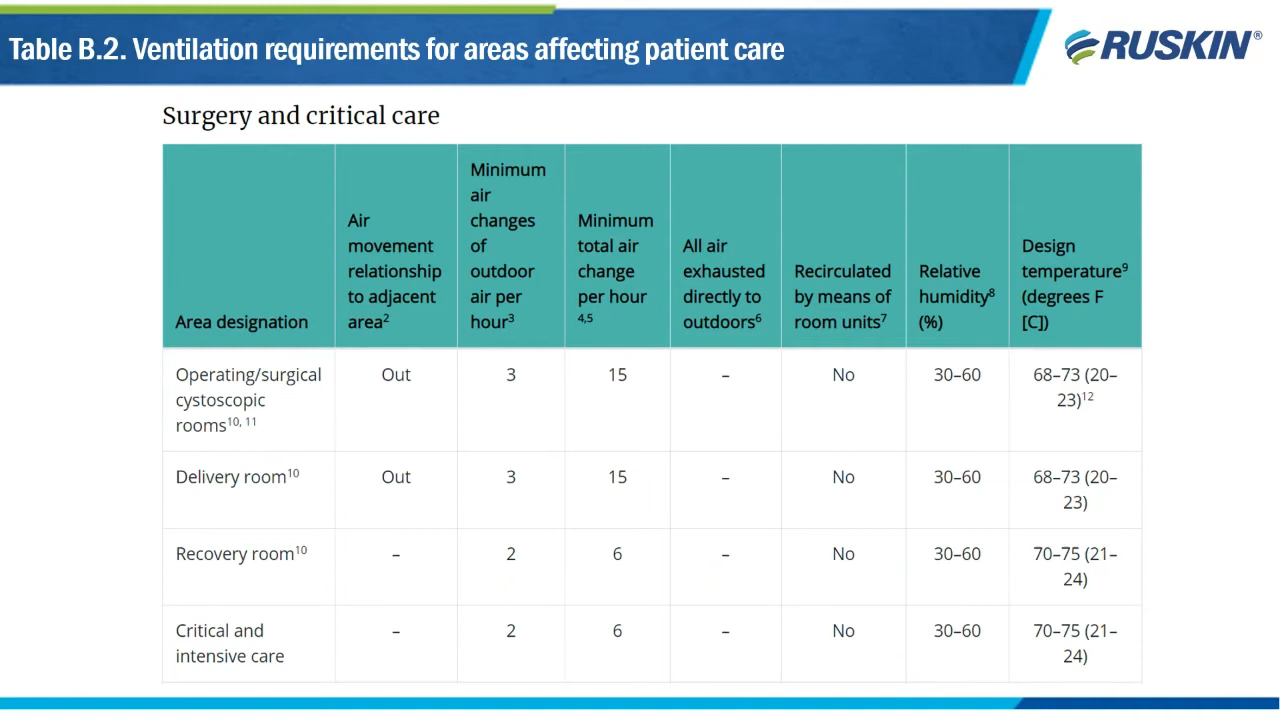 Table B.2. Ventilation requirements for areas affecting patient care
RUSKIN®
Surgery and critical care
Area designation
Air
movement
relationship
to adjacent
area²
Minimum
air
changes
of
outdoor
air per
hour³
Minimum
total air
change
per hour
4,5
All air
exhausted
directly to
outdoors⁶
Recirculated
by means of
room units⁷
Relative
humidity⁸
(%)
Design
temperature⁹
(degrees F
[C])
Operating/surgical
cystoscopic
rooms¹⁰, ¹¹
Out
3
15
–
No
30–60
68–73 (20–
23)¹²
Delivery room¹⁰
Out
3
15
–
No
30–60
68–73 (20–
23)
Recovery room¹⁰
–
2
6
–
No
30–60
70–75 (21–
24)
Critical and
intensive care
–
2
6
–
No
30–60
70–75 (21–
24)